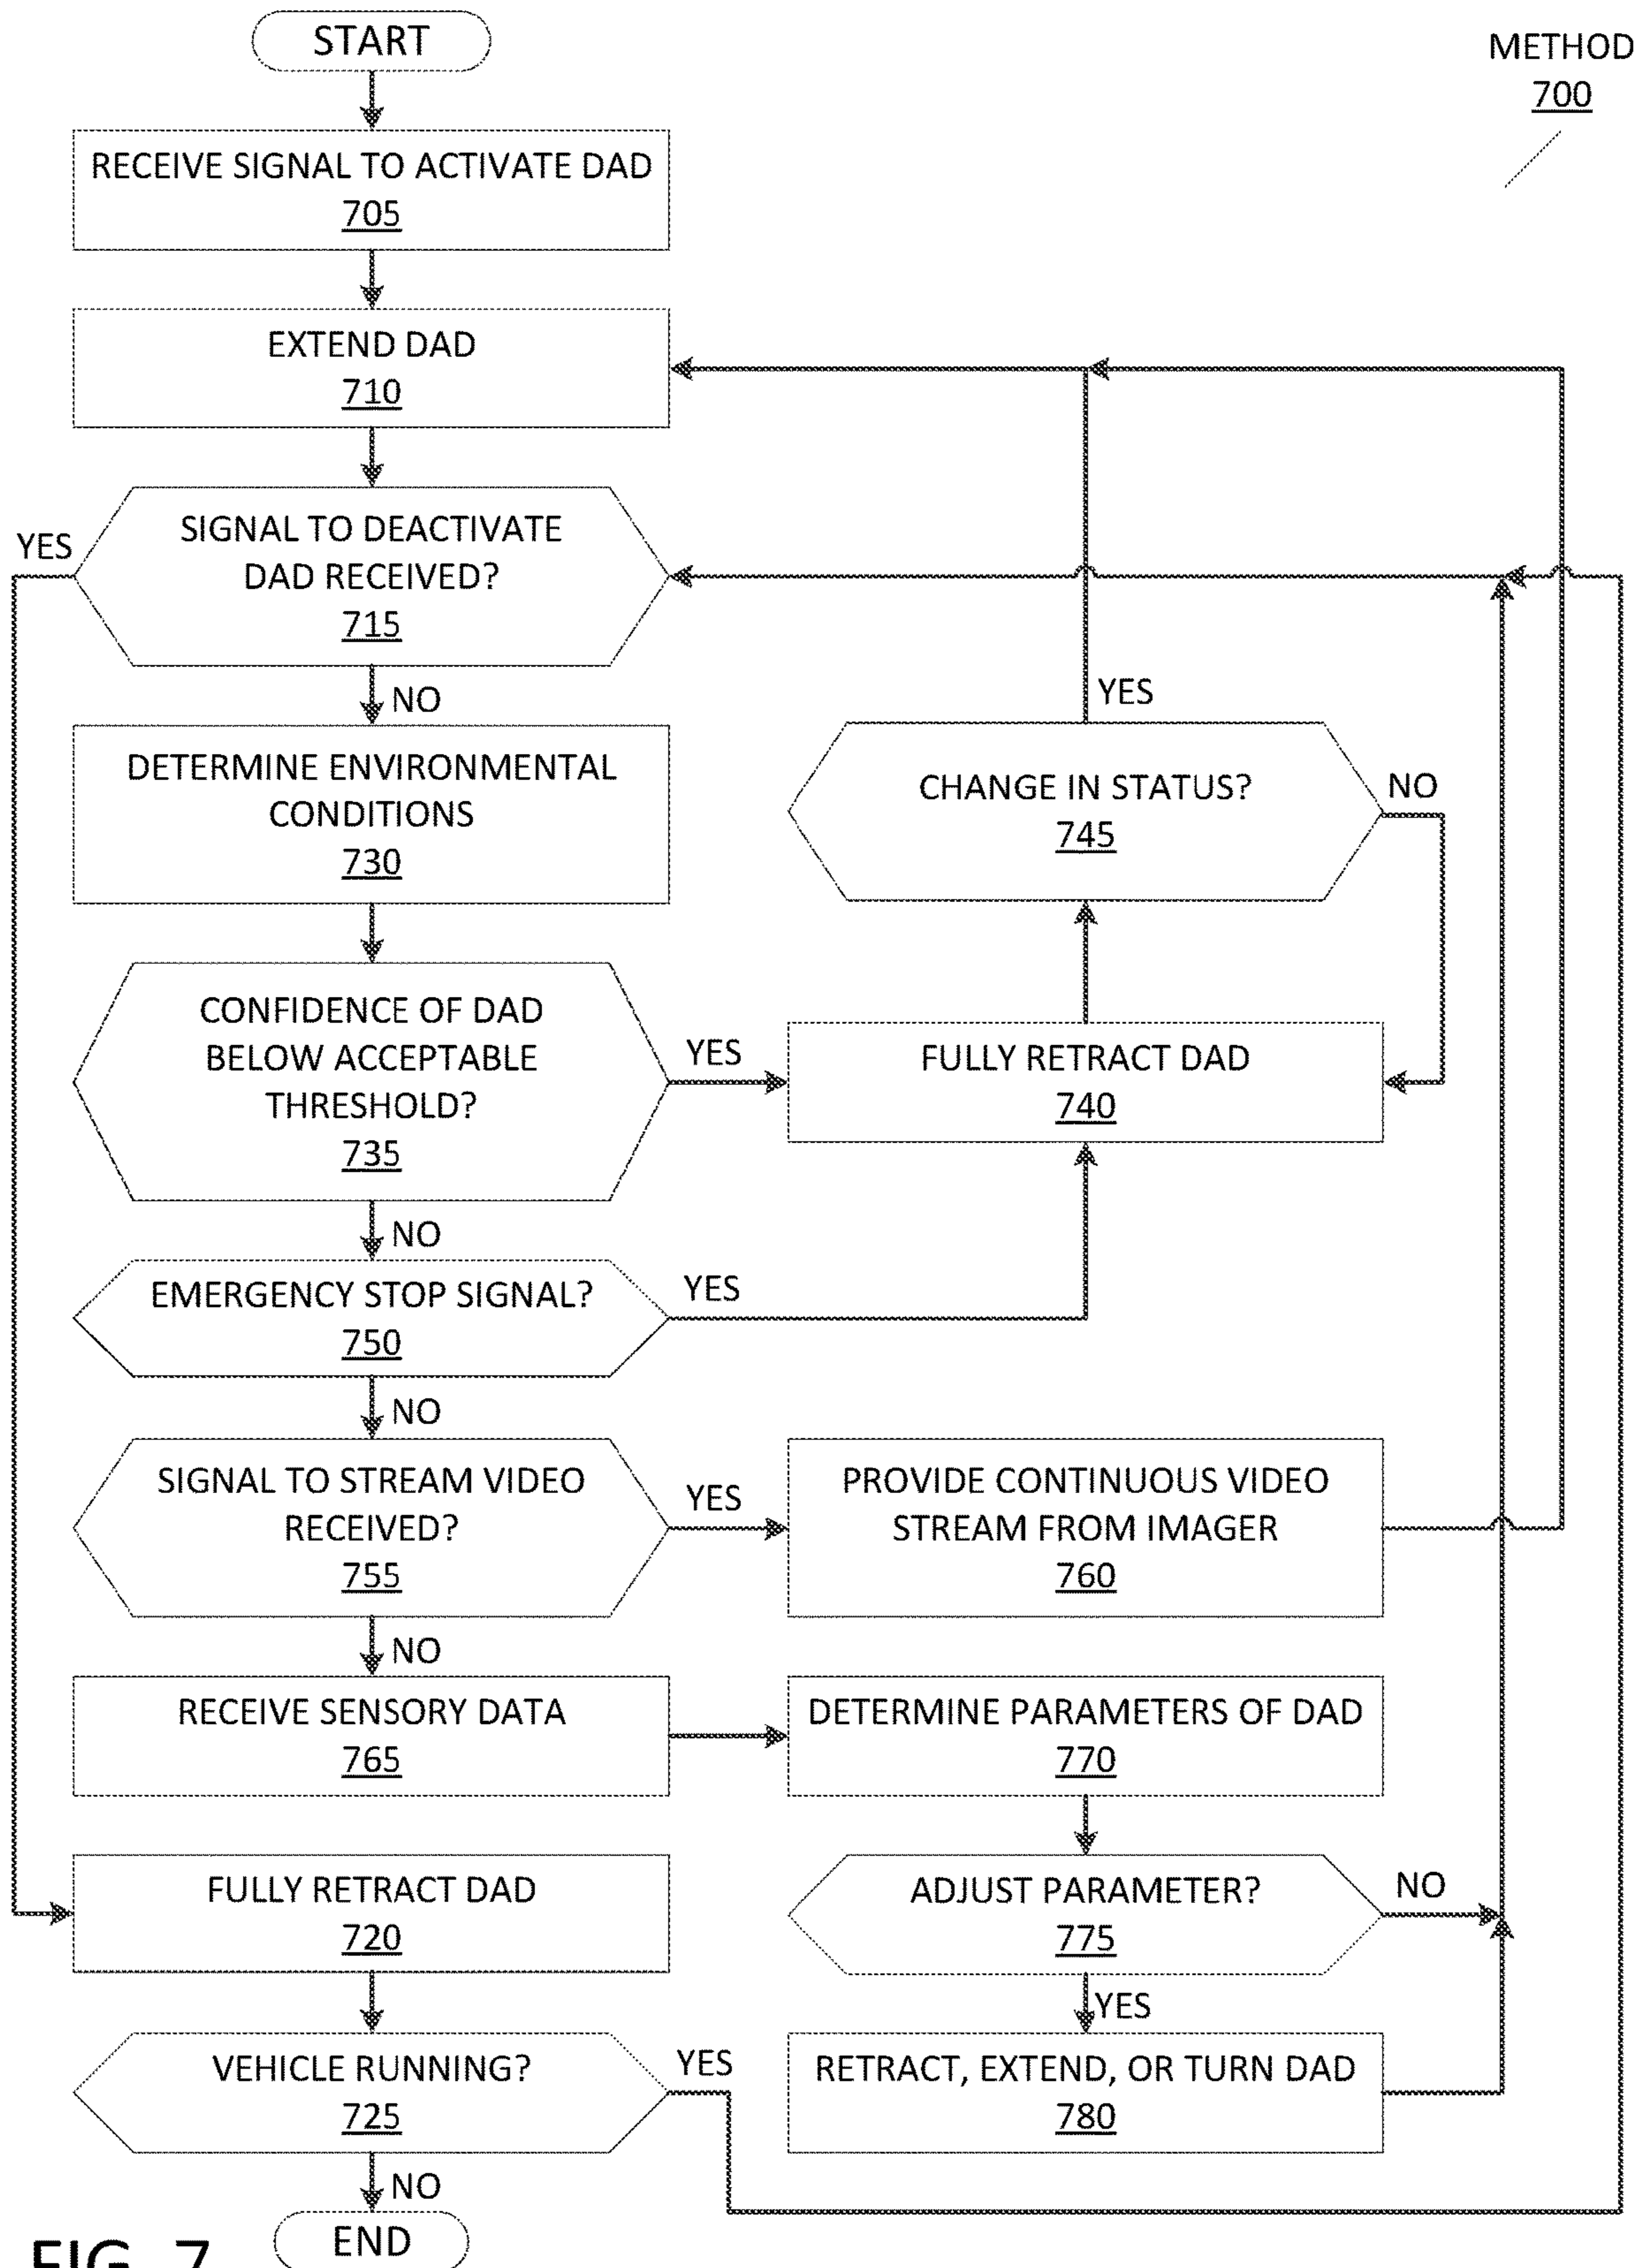 START
METHOD
700
RECEIVE SIGNAL TO ACTIVATE DAD
705
EXTEND DAD
710
SIGNAL TO DEACTIVATE
DAD RECEIVED?
715
YES
NO
DETERMINE ENVIRONMENTAL
CONDITIONS
730
YES
CHANGE IN STATUS?
745
NO
CONFIDENCE OF DAD
BELOW ACCEPTABLE
THRESHOLD?
735
YES
FULLY RETRACT DAD
740
NO
EMERGENCY STOP SIGNAL?
750
YES
NO
SIGNAL TO STREAM VIDEO
RECEIVED?
755
YES
PROVIDE CONTINUOUS VIDEO
STREAM FROM IMAGER
760
NO
RECEIVE SENSORY DATA
765
DETERMINE PARAMETERS OF DAD
770
FULLY RETRACT DAD
720
ADJUST PARAMETER?
775
NO
YES
VEHICLE RUNNING?
725
YES
RETRACT, EXTEND, OR TURN DAD
780
NO
END
FIG. 7